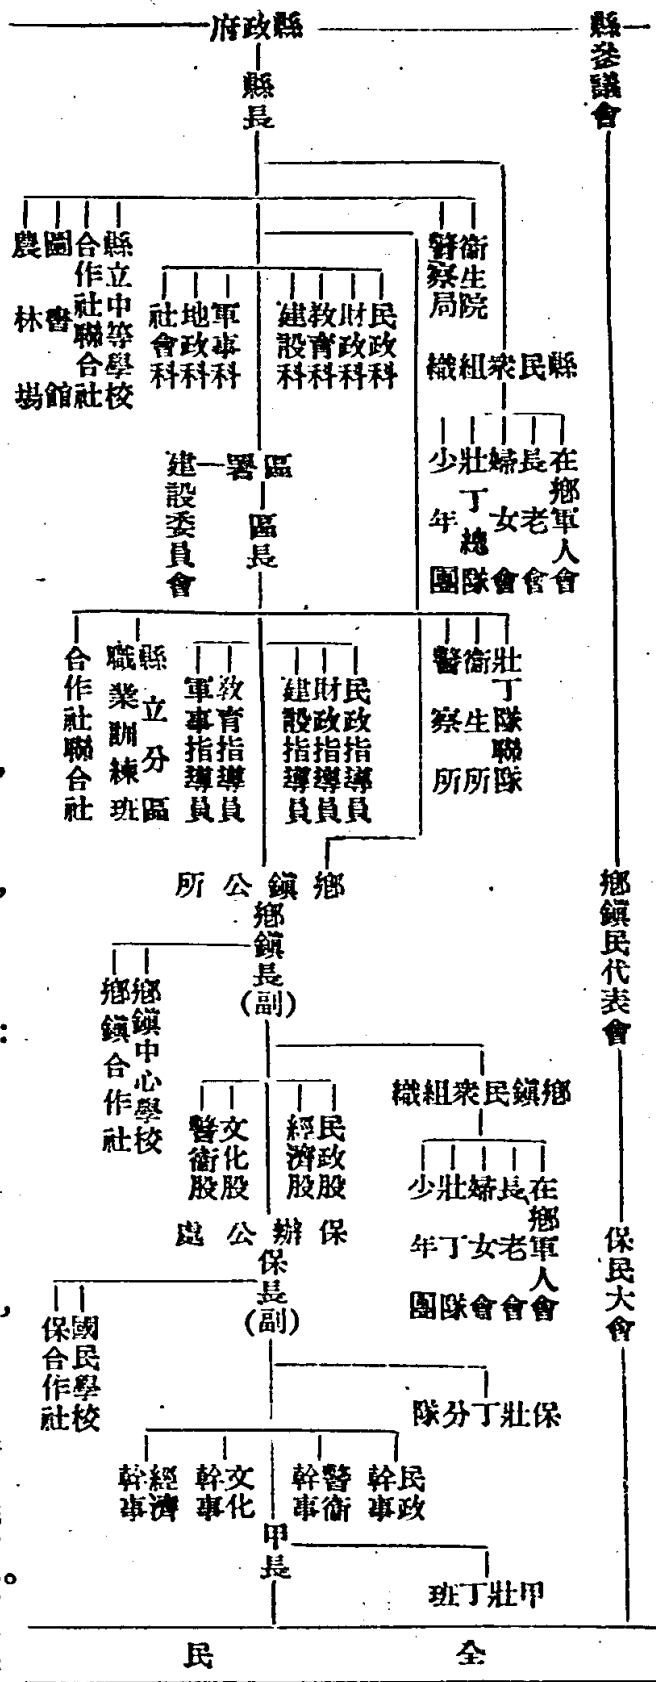 縣參議會
縣政府
縣長
衞生院
警察局
縣立中等學校
合作社聯合社
圖書館
農林場
民政科
財政科
教育科
建設科
軍事科
地政科
社會科
縣民衆組織
在鄉軍人會
長老會
婦女會
壯丁總隊
少年團
區署
建設委員會
區長
壯丁隊聯隊
衞生所
警察所
民政指導員
財政指導員
建設指導員
教育指導員
軍事指導員
縣立分區
職業訓練班
合作社聯合社
鄉鎮民代表會
鄉鎮公所
鄉鎮長(副)
鄉鎮中心學校
鄉鎮合作社
鄉鎮民衆組織
在鄉軍人會
長老會
婦女會
壯丁隊
少年團
民政股
經濟股
文化股
警衞股
保民大會
保辦公處
保長(副)
國民學校
保合作社
保壯丁分隊
民政幹事
警衞幹事
文化幹事
經濟幹事
甲長
甲壯丁班
全民